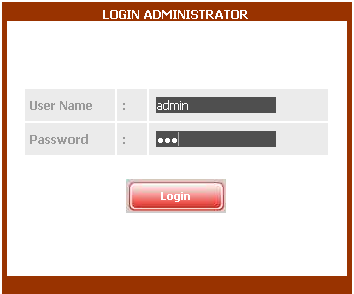 LOGIN ADMINISTRATOR
User Name : admin
Password : •••
Login